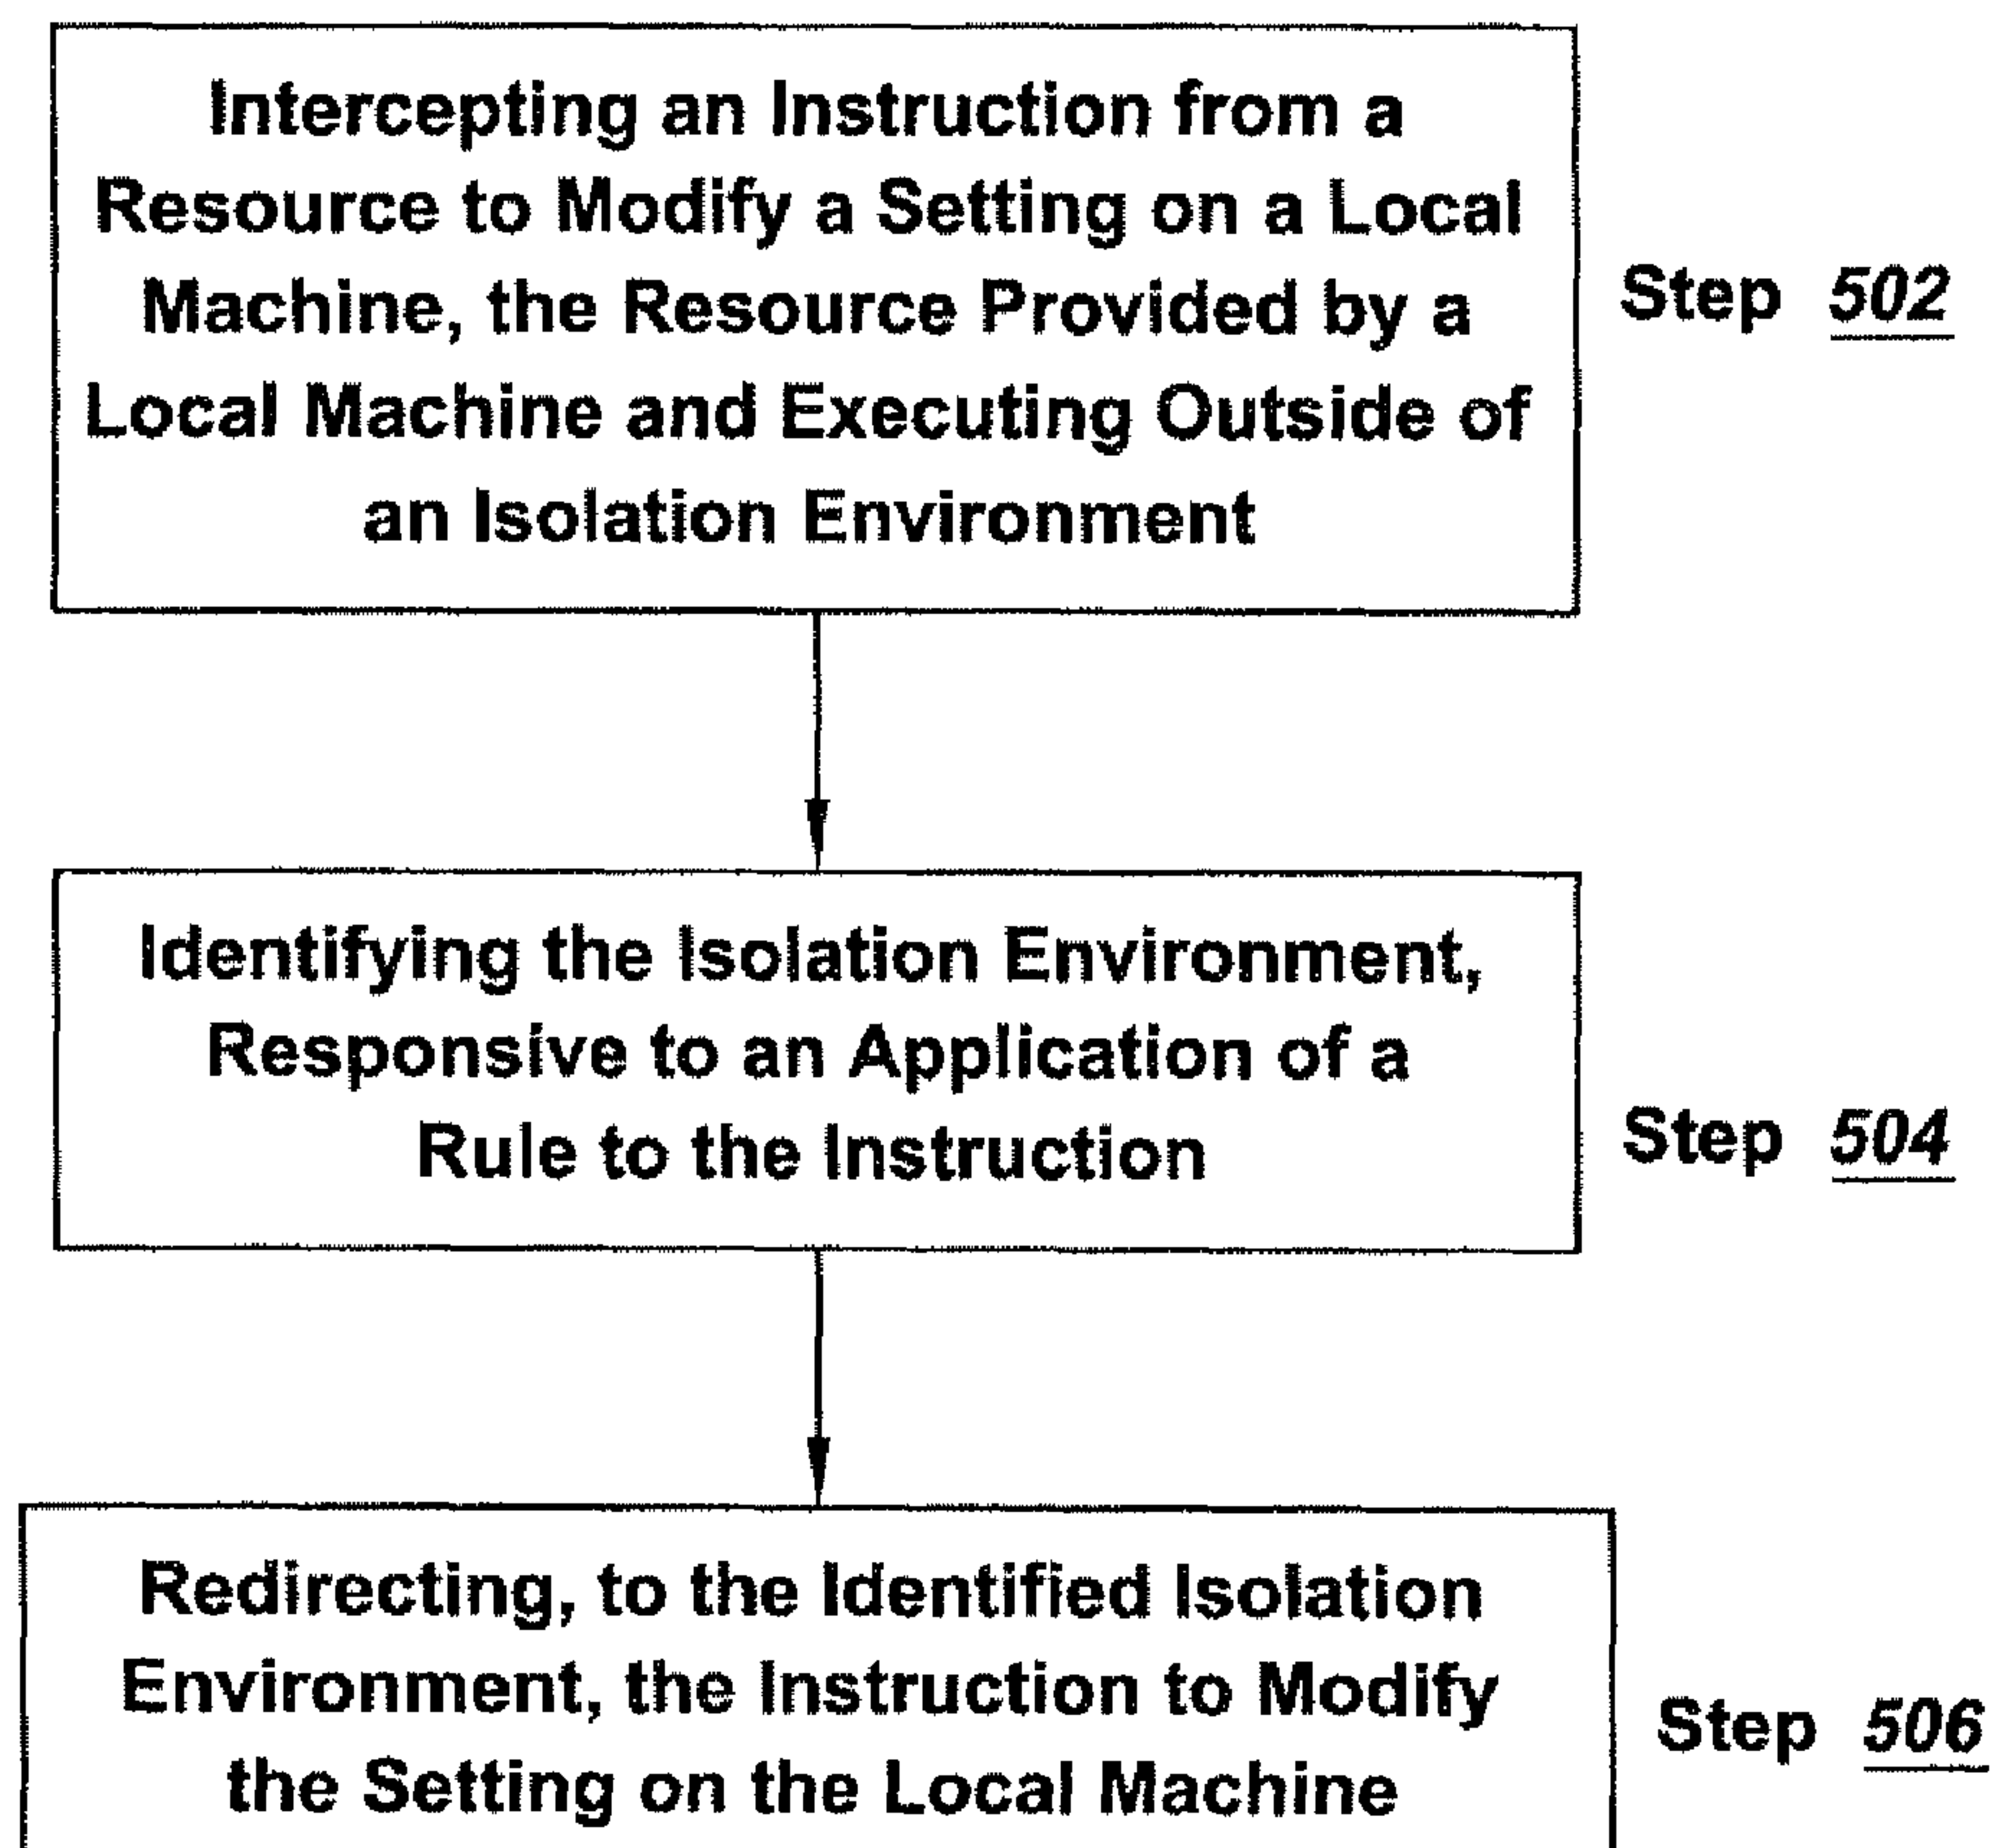 Intercepting an Instruction from a
Resource to Modify a Setting on a Local
Machine, the Resource Provided by a
Local Machine and Executing Outside of
an Isolation Environment
Step 502
Identifying the Isolation Environment,
Responsive to an Application of a
Rule to the Instruction
Step 504
Redirecting, to the Identified Isolation
Environment, the Instruction to Modify
the Setting on the Local Machine
Step 506